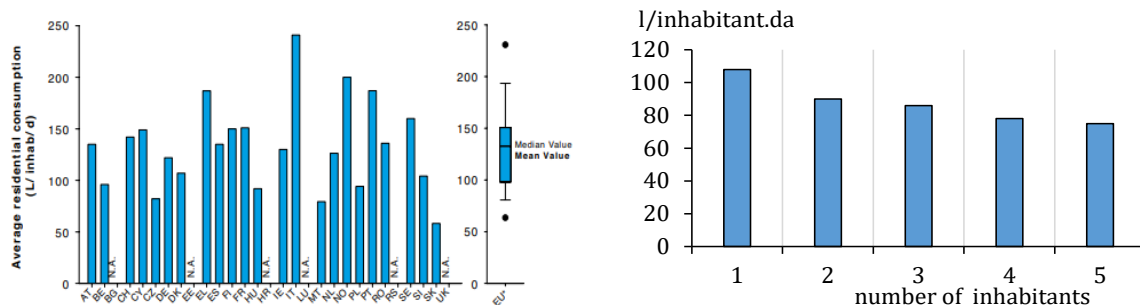 Average residential consumption
(L/ inhab/ d)
300
250
200
150
100
50
0
N.A.
N.A.
N.A.
N.A.
N.A.
N.A.
AT BE BG CH CY CZ DE DK EE EL ES FI FR HU HR IE IT LU MT NL NO PL PT RO RS SE SI SK UK
250
200
150
100
50
0
Median Value
Mean Value
EU*
l/inhabitant.da
120
100
80
60
40
20
0
1 2 3 4 5
number of inhabitants